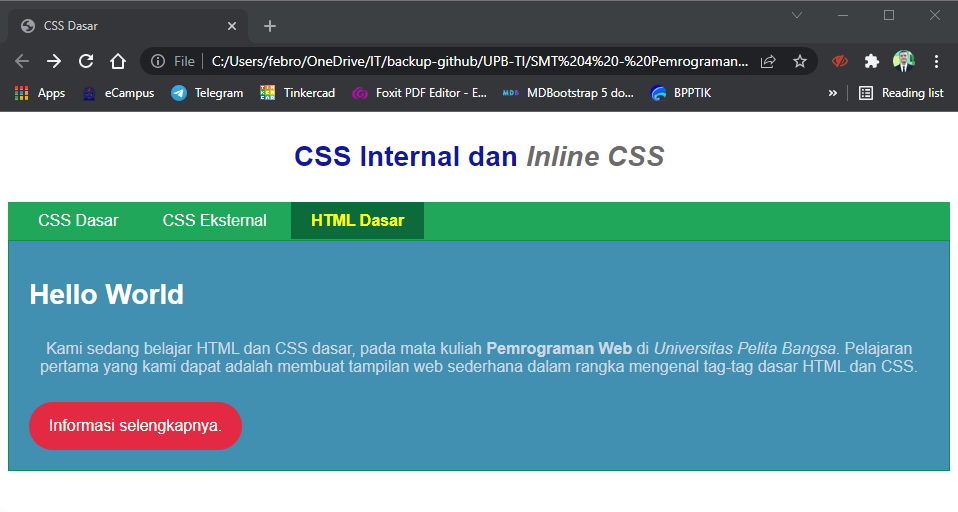 CSS Dasar
File C:/Users/febro/OneDrive/IT/backup-github/UPB-TI/SMT%204%20-%20Pemrograman...
Apps eCampus Telegram Tinkercad Foxit PDF Editor - E... MDB MDBootstrap 5 do... BPPTIK » Reading list
CSS Internal dan Inline CSS
CSS Dasar CSS Eksternal HTML Dasar
Hello World
Kami sedang belajar HTML dan CSS dasar, pada mata kuliah Pemrograman Web di Universitas Pelita Bangsa. Pelajaran
pertama yang kami dapat adalah membuat tampilan web sederhana dalam rangka mengenal tag-tag dasar HTML dan CSS.
Informasi selengkapnya.